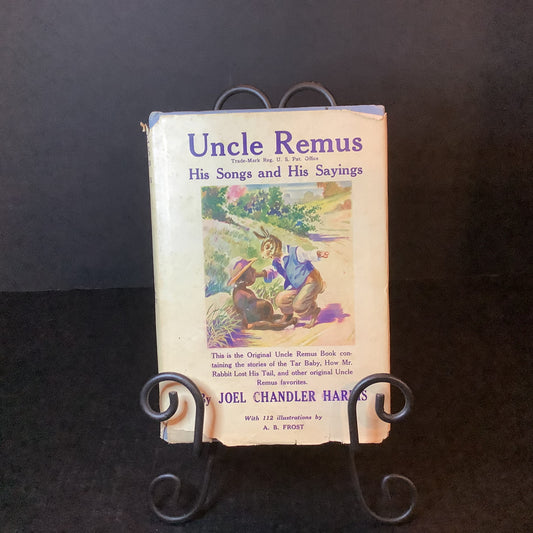 Uncle Remus
Trade-Mark Reg. U. S. Pat. Office
His Songs and His Sayings
This is the Original Uncle Remus Book con-
taining the stories of the Tar Baby, How Mr.
Rabbit Lost His Tail, and other original Uncle
Remus favorites.
By JOEL CHANDLER HARRIS
With 112 illustrations by
A. B. FROST